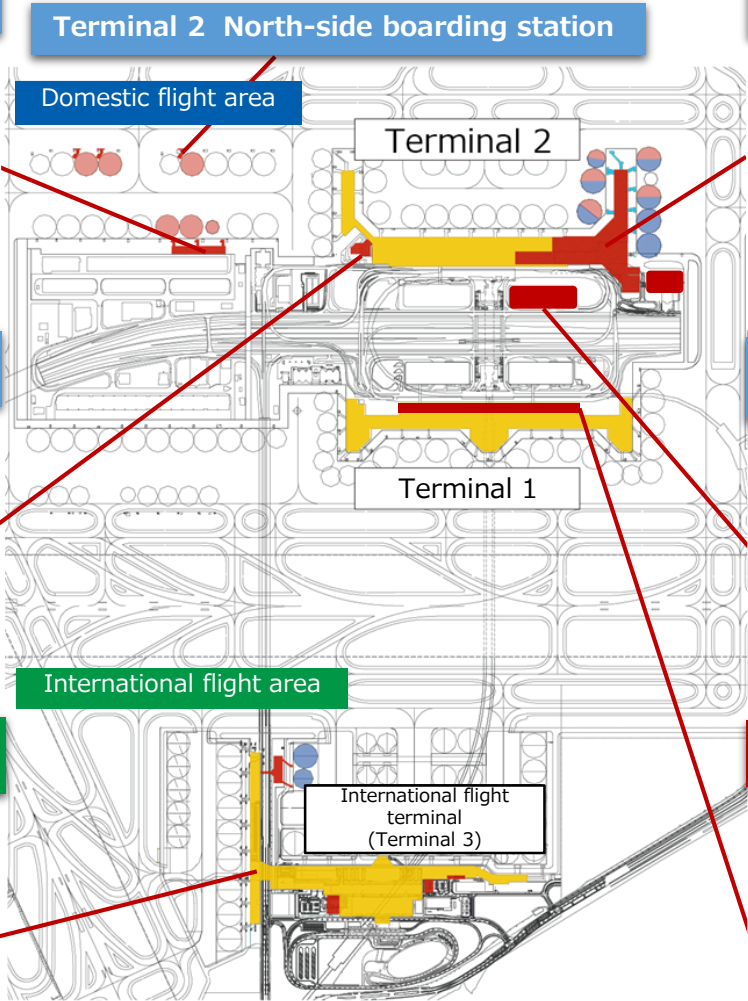 Terminal 2 North-side boarding station
Domestic flight area
Terminal 2
Terminal 1
International flight area
International flight
terminal
(Terminal 3)